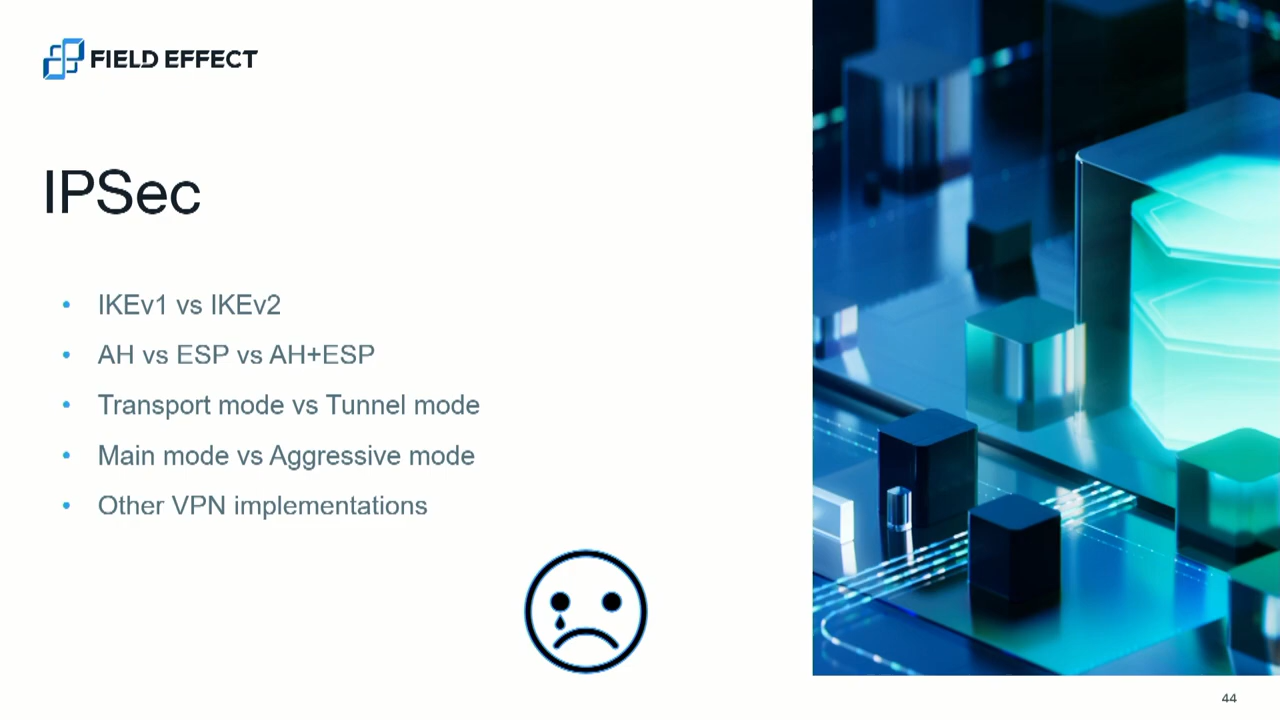 FIELD EFFECT
IPSec
• IKEv1 vs IKEv2
• AH vs ESP vs AH+ESP
• Transport mode vs Tunnel mode
• Main mode vs Aggressive mode
• Other VPN implementations
44